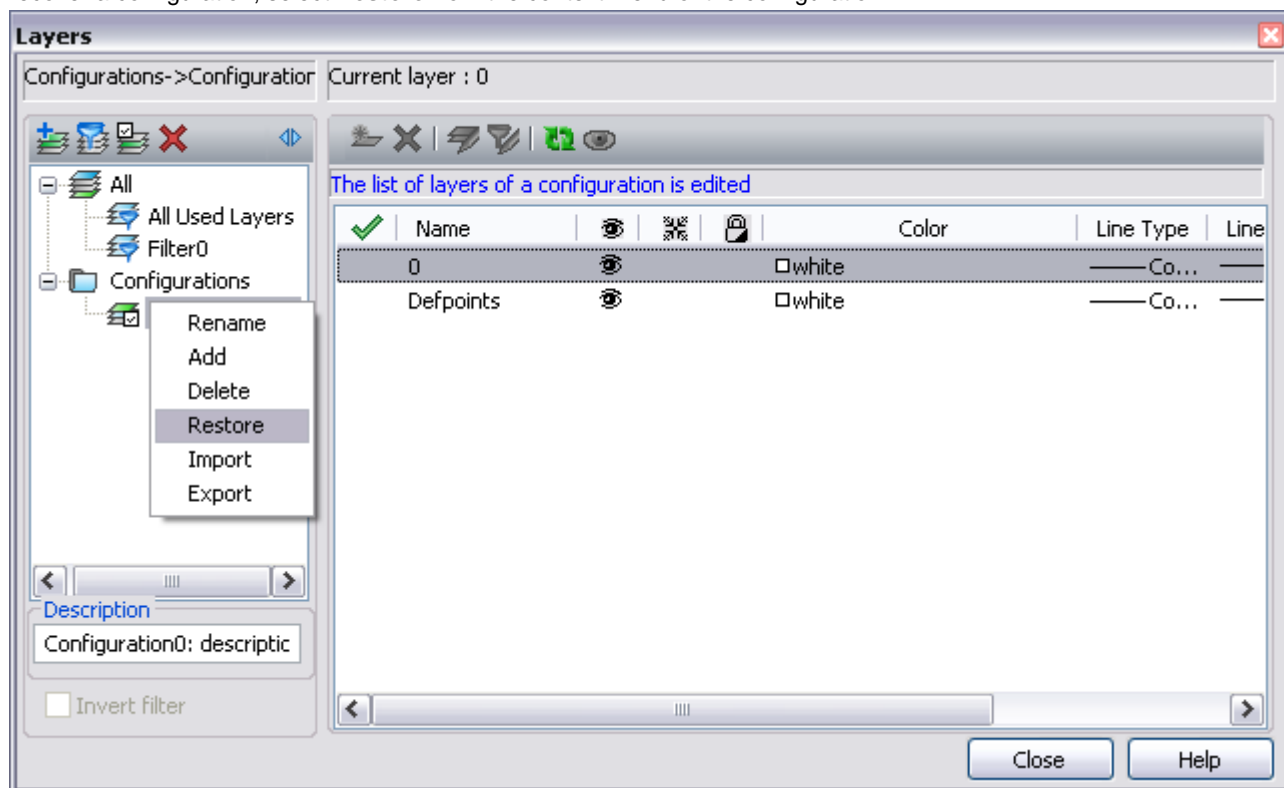 Layers
Configurations->Configuration
Current layer : 0
All
All Used Layers
Filter0
Configurations
Rename
Add
Delete
Restore
Import
Export
Description
Configuration0: descriptic
Invert filter
The list of layers of a configuration is edited
Name Color Line Type Line
0 white Co...
Defpoints white Co...
Close Help